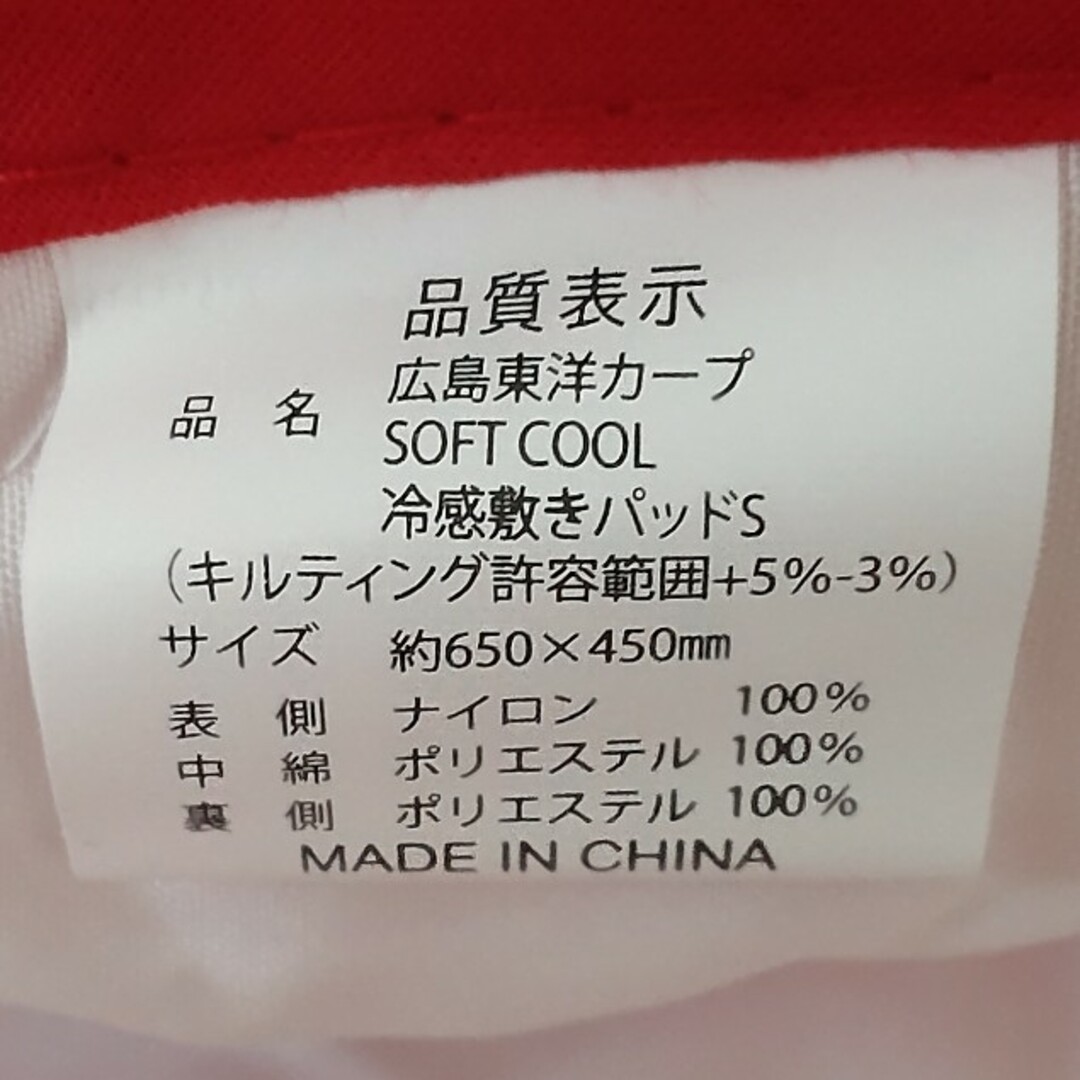 品質表示
品 名 広島東洋カープ
SOFT COOL
冷感敷きパッドS
(キルティング許容範囲+5%-3%)
サイズ 約650×450㎜
表 側 ナイロン 100%
中 綿 ポリエステル 100%
裏 側 ポリエステル 100%
MADE IN CHINA